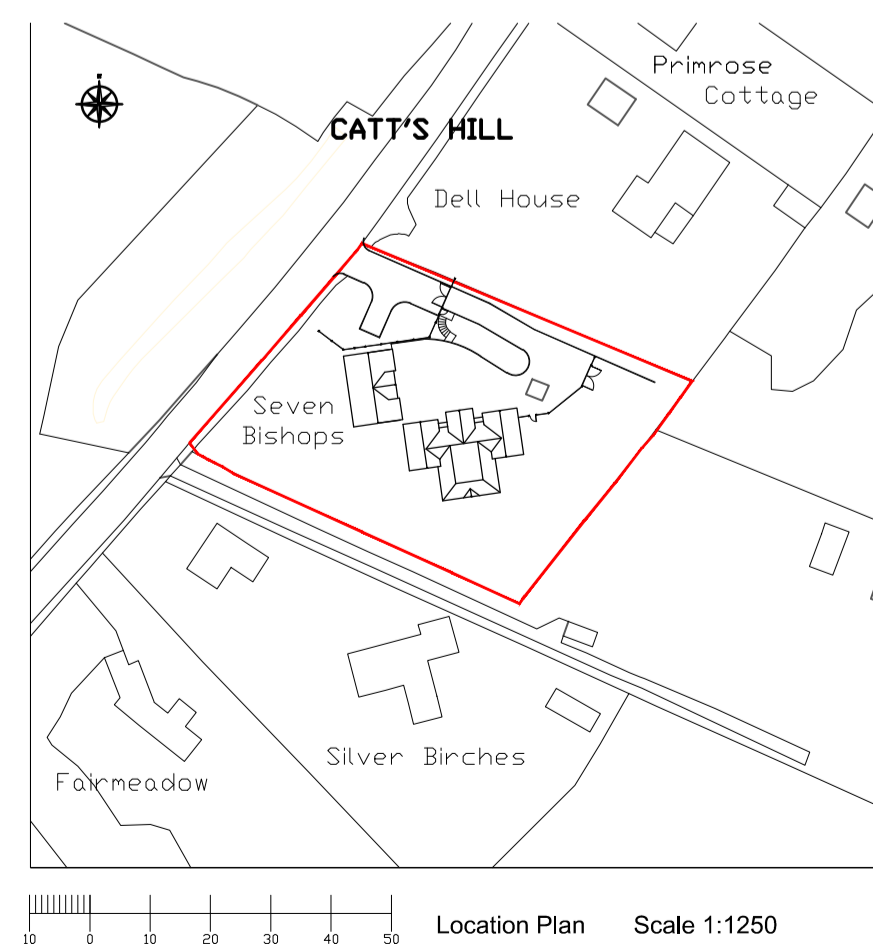 Primrose
Cottage
CATT'S HILL
Dell House
Seven
Bishops
Silver Birches
Fairmeadow
10 0 10 20 30 40 50
Location Plan Scale 1:1250